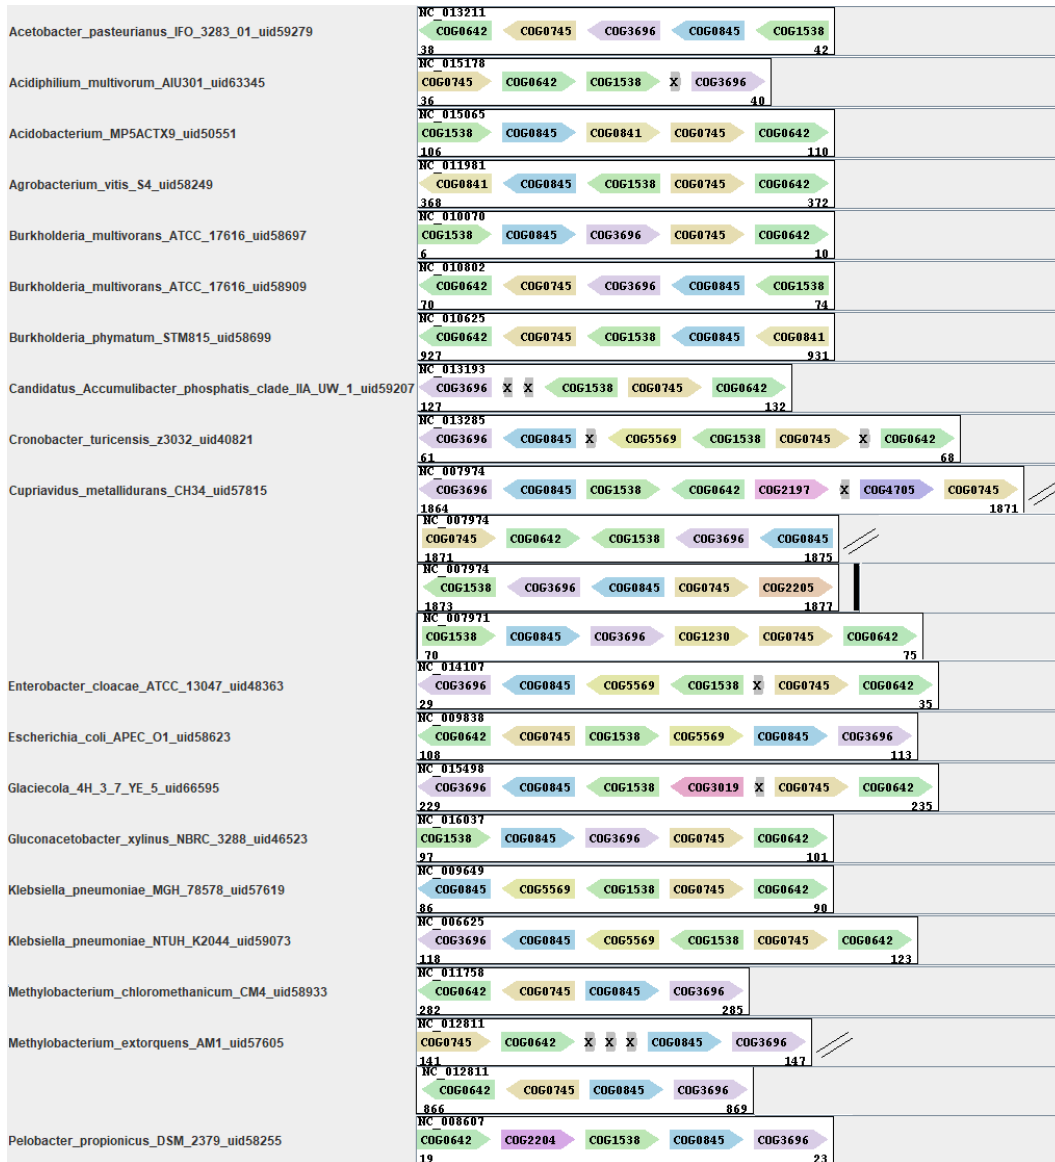 Acetobacter_pasteurianus_IFO_3283_01_uid59279
NC_013211
COG0642 COG0745 COG3696 COG0845 COG1538
38 42
Acidiphilium_multivorum_AIU301_uid63345
NC_015178
COG0745 COG0642 COG1538 X COG3696
36 40
Acidobacterium_MP5ACTX9_uid50551
NC_015065
COG1538 COG0845 COG0841 COG0745 COG0642
106 110
Agrobacterium_vitis_S4_uid58249
NC_011981
COG0841 COG0845 COG1538 COG0745 COG0642
368 372
Burkholderia_multivorans_ATCC_17616_uid58697
NC_010070
COG1538 COG0845 COG3696 COG0745 COG0642
6 10
Burkholderia_multivorans_ATCC_17616_uid58909
NC_010802
COG0642 COG0745 COG3696 COG0845 COG1538
70 74
Burkholderia_phymatum_STM815_uid58699
NC_010625
COG0642 COG0745 COG1538 COG0845 COG0841
927 931
Candidatus_Accumulibacter_phosphatis_clade_IIA_UW_1_uid59207
NC_013193
COG3696 X X COG1538 COG0745 COG0642
127 132
Cronobacter_turicensis_z3032_uid40821
NC_013285
COG3696 COG0845 X COG5569 COG1538 COG0745 X COG0642
61 68
Cupriavidus_metallidurans_CH34_uid57815
NC_007974
COG3696 COG0845 COG1538 COG0642 COG2197 X COG4705 COG0745
1864 1871
NC_007974
COG0745 COG0642 COG1538 COG3696 COG0845
1871 1875
NC_007974
COG1538 COG3696 COG0845 COG0745 COG2205
1873 1877
NC_007971
COG1538 COG0845 COG3696 COG1230 COG0745 COG0642
70 75
Enterobacter_cloacae_ATCC_13047_uid48363
NC_014107
COG3696 COG0845 COG5569 COG1538 X COG0745 COG0642
29 35
Escherichia_coli_APEC_O1_uid58623
NC_009838
COG0642 COG0745 COG1538 COG5569 COG0845 COG3696
108 113
Glaciecola_4H_3_7_YE_5_uid66595
NC_015498
COG3696 COG0845 COG1538 COG3019 X COG0745 COG0642
229 235
Gluconacetobacter_xylinus_NBRC_3288_uid46523
NC_016037
COG1538 COG0845 COG3696 COG0745 COG0642
97 101
Klebsiella_pneumoniae_MGH_78578_uid57619
NC_009649
COG0845 COG5569 COG1538 COG0745 COG0642
86 90
Klebsiella_pneumoniae_NTUH_K2044_uid59073
NC_006625
COG3696 COG0845 COG5569 COG1538 COG0745 COG0642
118 123
Methylobacterium_chloromethanicum_CM4_uid58933
NC_011758
COG0642 COG0745 COG0845 COG3696
282 285
Methylobacterium_extorquens_AM1_uid57605
NC_012811
COG0745 COG0642 X X X COG0845 COG3696
141 147
NC_012811
COG0642 COG0745 COG0845 COG3696
866 869
Pelobacter_propionicus_DSM_2379_uid58255
NC_008607
COG0642 COG2204 COG1538 COG0845 COG3696
19 23